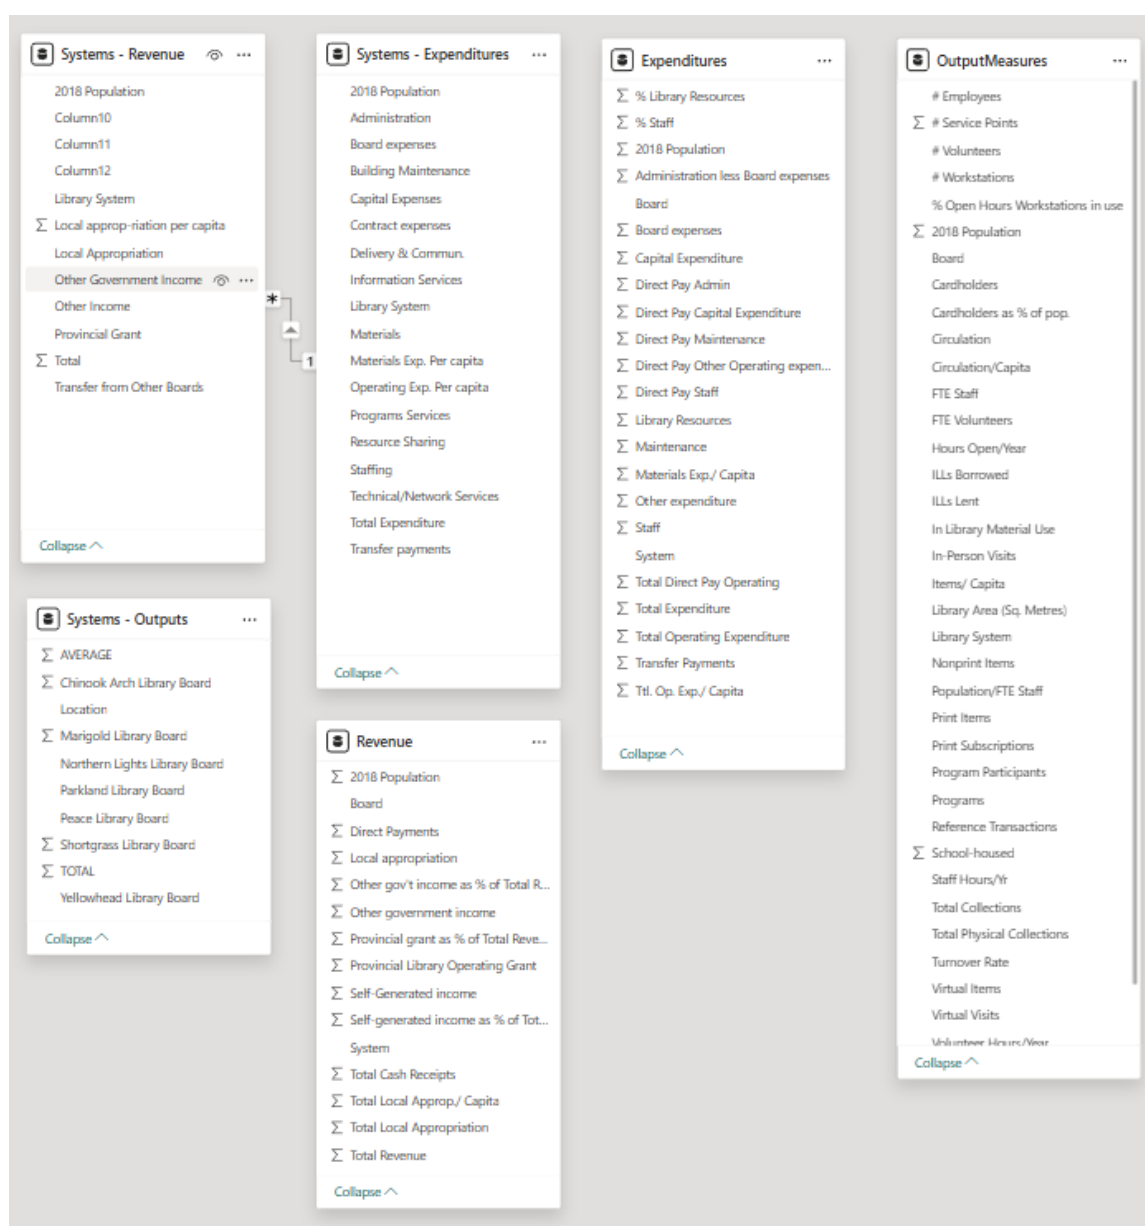 Systems - Revenue
2018 Population
Column10
Column11
Column12
Library System
Local approp-riation per capita
Local Appropriation
Other Government Income
Other Income
Provincial Grant
Total
Transfer from Other Boards
Collapse
*
1
Systems - Expenditures
2018 Population
Administration
Board expenses
Building Maintenance
Capital Expenses
Contract expenses
Delivery & Commun.
Information Services
Library System
Materials
Materials Exp. Per capita
Operating Exp. Per capita
Programs Services
Resource Sharing
Staffing
Technical/Network Services
Total Expenditure
Transfer payments
Collapse
Expenditures
% Library Resources
% Staff
2018 Population
Administration less Board expenses
Board
Board expenses
Capital Expenditure
Direct Pay Admin
Direct Pay Capital Expenditure
Direct Pay Maintenance
Direct Pay Other Operating expen...
Direct Pay Staff
Library Resources
Maintenance
Materials Exp./ Capita
Other expenditure
Staff
System
Total Direct Pay Operating
Total Expenditure
Total Operating Expenditure
Transfer Payments
Ttl. Op. Exp./ Capita
Collapse
OutputMeasures
# Employees
# Service Points
# Volunteers
# Workstations
% Open Hours Workstations in use
2018 Population
Board
Cardholders
Cardholders as % of pop.
Circulation
Circulation/Capita
FTE Staff
FTE Volunteers
Hours Open/Year
ILLs Borrowed
ILLs Lent
In Library Material Use
In-Person Visits
Items/ Capita
Library Area (Sq. Metres)
Library System
Nonprint Items
Population/FTE Staff
Print Items
Print Subscriptions
Program Participants
Programs
Reference Transactions
School-housed
Staff Hours/Yr
Total Collections
Total Physical Collections
Turnover Rate
Virtual Items
Virtual Visits
Volunteer Hours/Year
Collapse
Systems - Outputs
AVERAGE
Chinook Arch Library Board
Location
Marigold Library Board
Northern Lights Library Board
Parkland Library Board
Peace Library Board
Shortgrass Library Board
TOTAL
Yellowhead Library Board
Collapse
Revenue
2018 Population
Board
Direct Payments
Local appropriation
Other gov't income as % of Total R...
Other government income
Provincial grant as % of Total Reve...
Provincial Library Operating Grant
Self-Generated income
Self-generated income as % of Tot...
System
Total Cash Receipts
Total Local Approp./ Capita
Total Local Appropriation
Total Revenue
Collapse